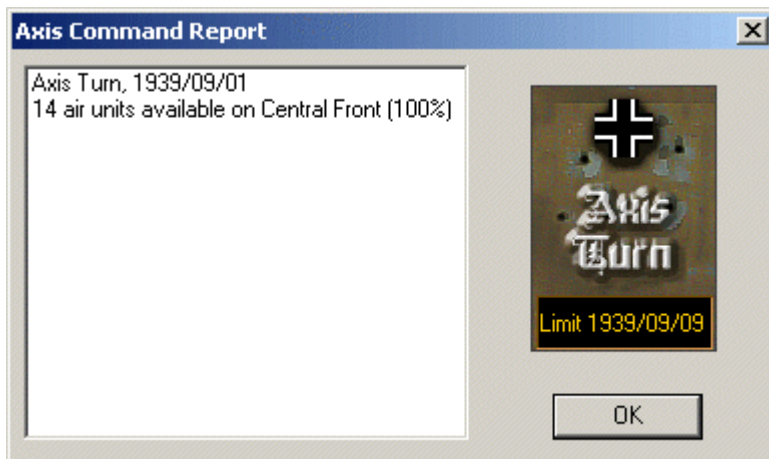 Axis Command Report
Axis Turn, 1939/09/01
14 air units available on Central Front (100%)
Axis
Turn
Limit 1939/09/09
OK